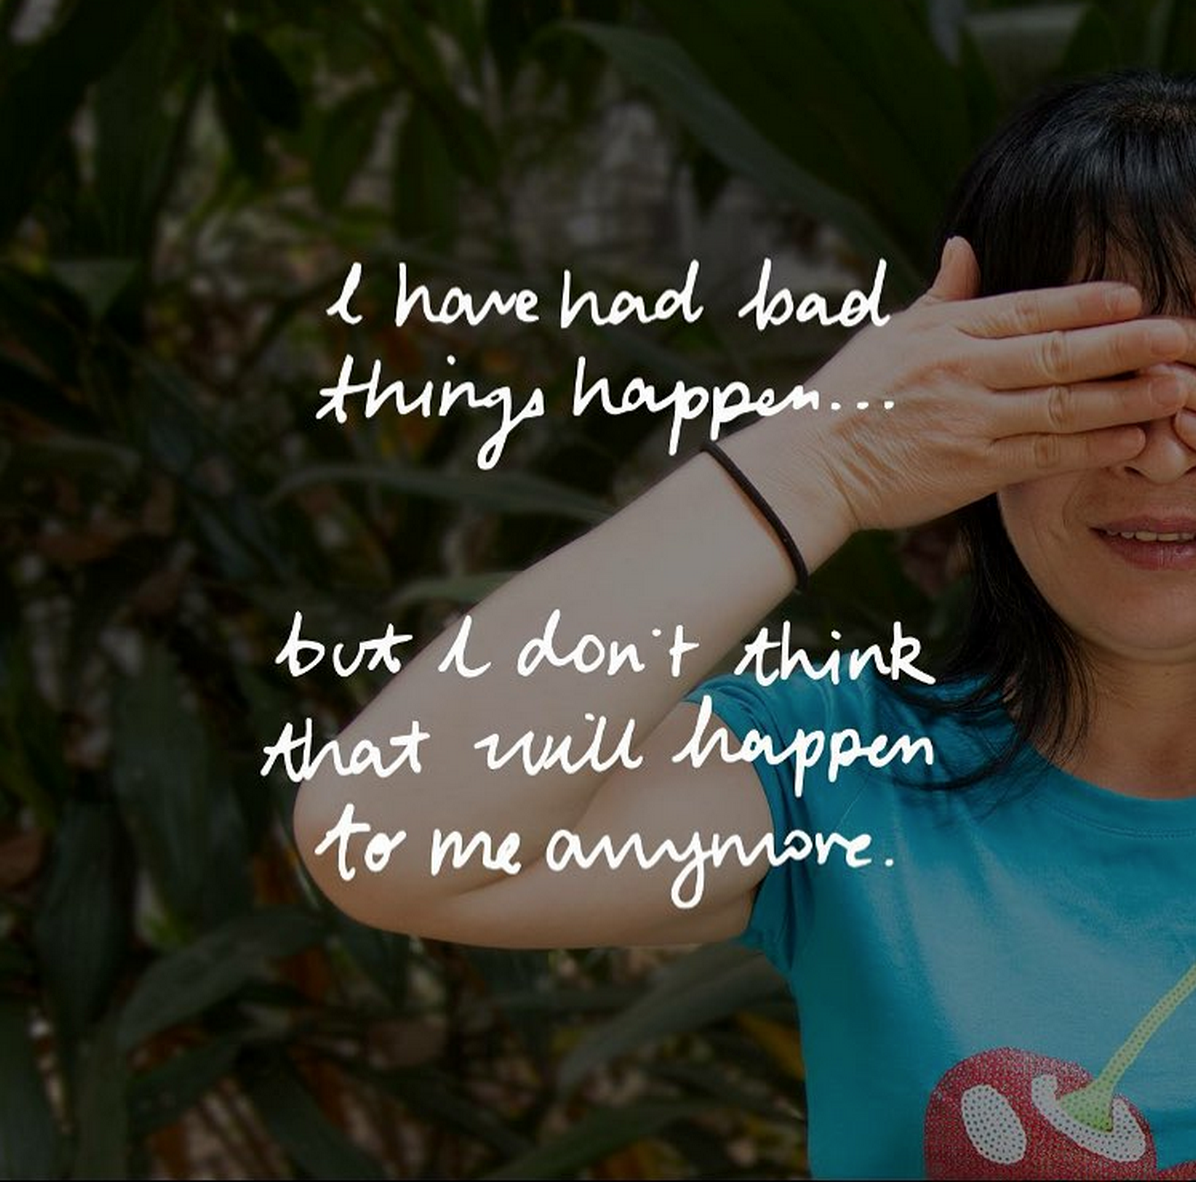 I have had bad
things happen...
but I don't think
that will happen
to me anymore.